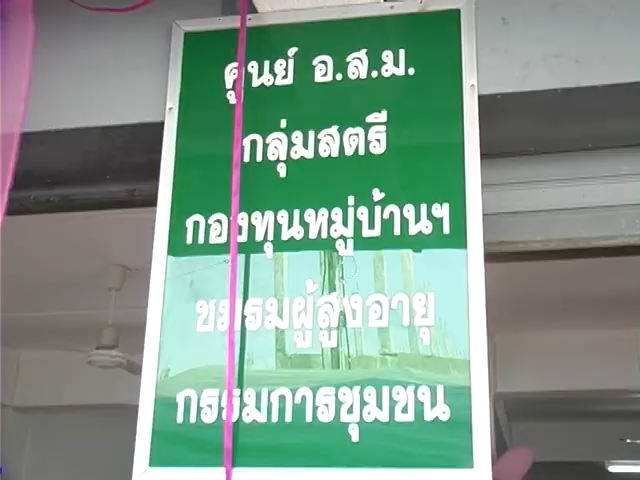 ศูนย์ อ.ส.ม.
กลุ่มสตรี
กองทุนหมู่บ้านฯ
ชมรมผู้สูงอายุ
กรรมการชุมชน